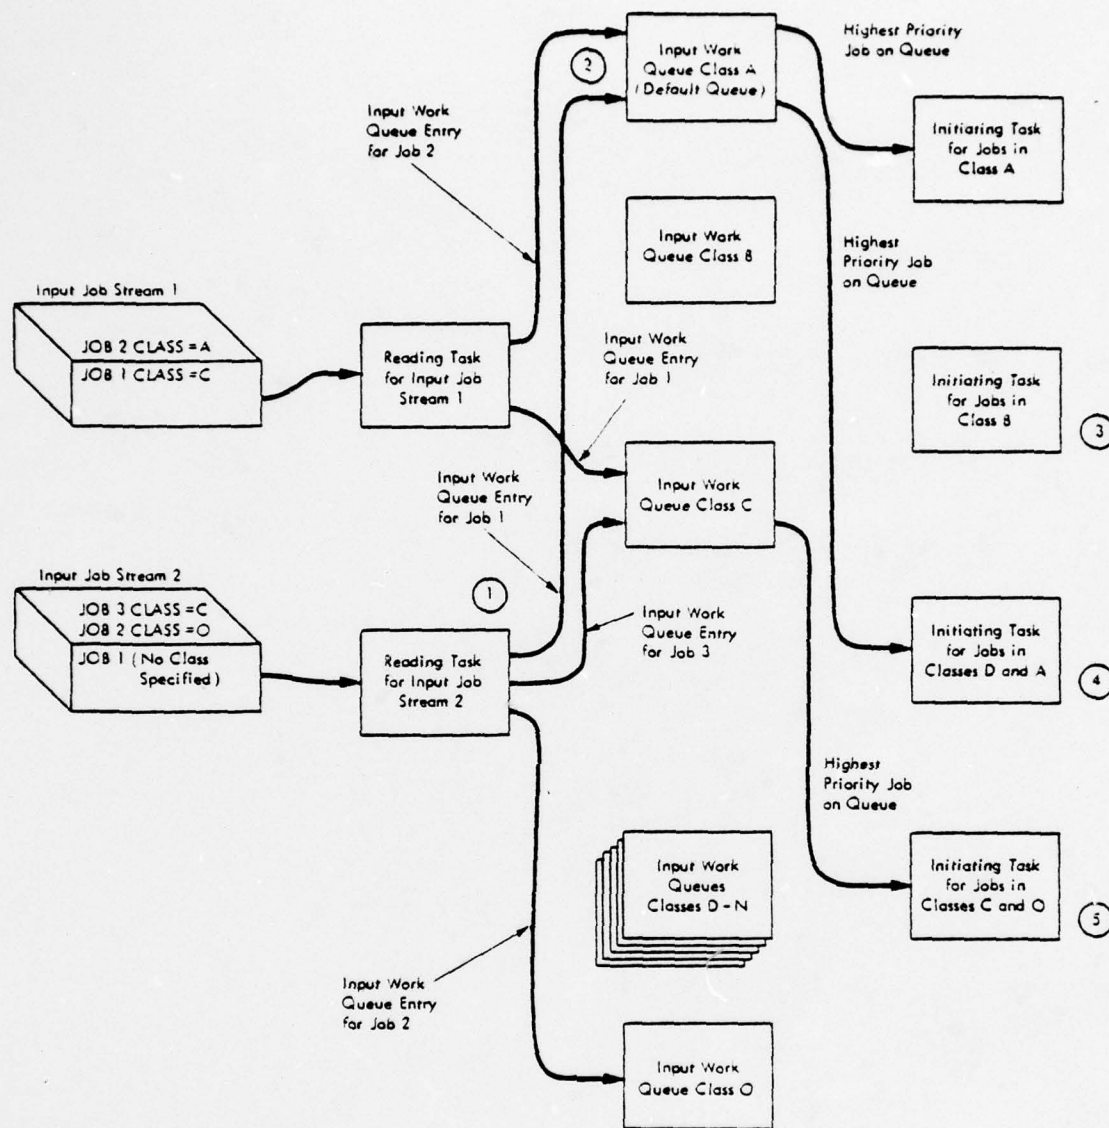 Input Work
Queue Class A
(Default Queue)
2
Highest Priority
Job on Queue
Input Work
Queue Entry
for Job 2
Initiating Task
for Jobs in
Class A
Input Work
Queue Class B
Highest
Priority Job
on Queue
Input Job Stream 1
JOB 2 CLASS = A
JOB 1 CLASS =C
Reading Task
for Input Job
Stream 1
Input Work
Queue Entry
for Job 1
Initiating Task
for Jobs in
Class B
3
Input Work
Queue Entry
for Job 1
Input Work
Queue Class C
Input Job Stream 2
JOB 3 CLASS =C
JOB 2 CLASS =O
JOB 1 (No Class
Specified)
1
Reading Task
for Input Job
Stream 2
Input Work
Queue Entry
for Job 3
Initiating Task
for Jobs in
Classes D and A
4
Highest
Priority Job
on Queue
Input Work
Queues
Classes D - N
Initiating Task
for Jobs in
Classes C and O
5
Input Work
Queue Entry
for Job 2
Input Work
Queue Class O